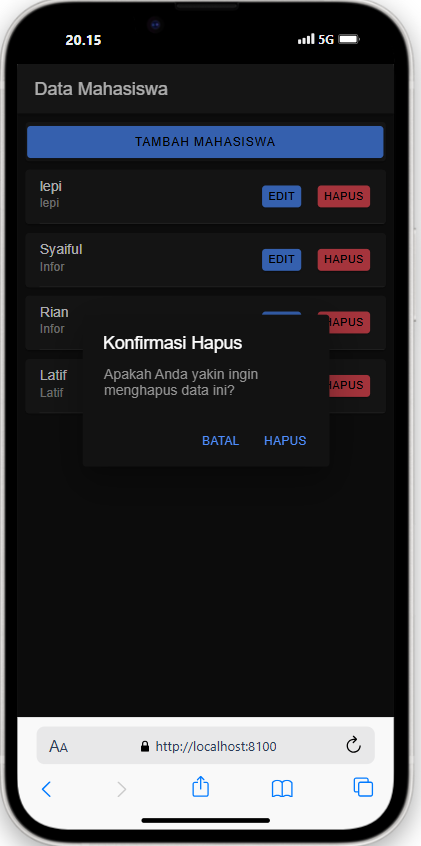 20.15
5G
Data Mahasiswa
TAMBAH MAHASISWA
lepi
lepi
EDIT
HAPUS
Syaiful
Infor
EDIT
HAPUS
Rian
Infor
HAPUS
Latif
Latif
HAPUS
Konfirmasi Hapus
Apakah Anda yakin ingin
menghapus data ini?
BATAL
HAPUS
AA
http://localhost:8100